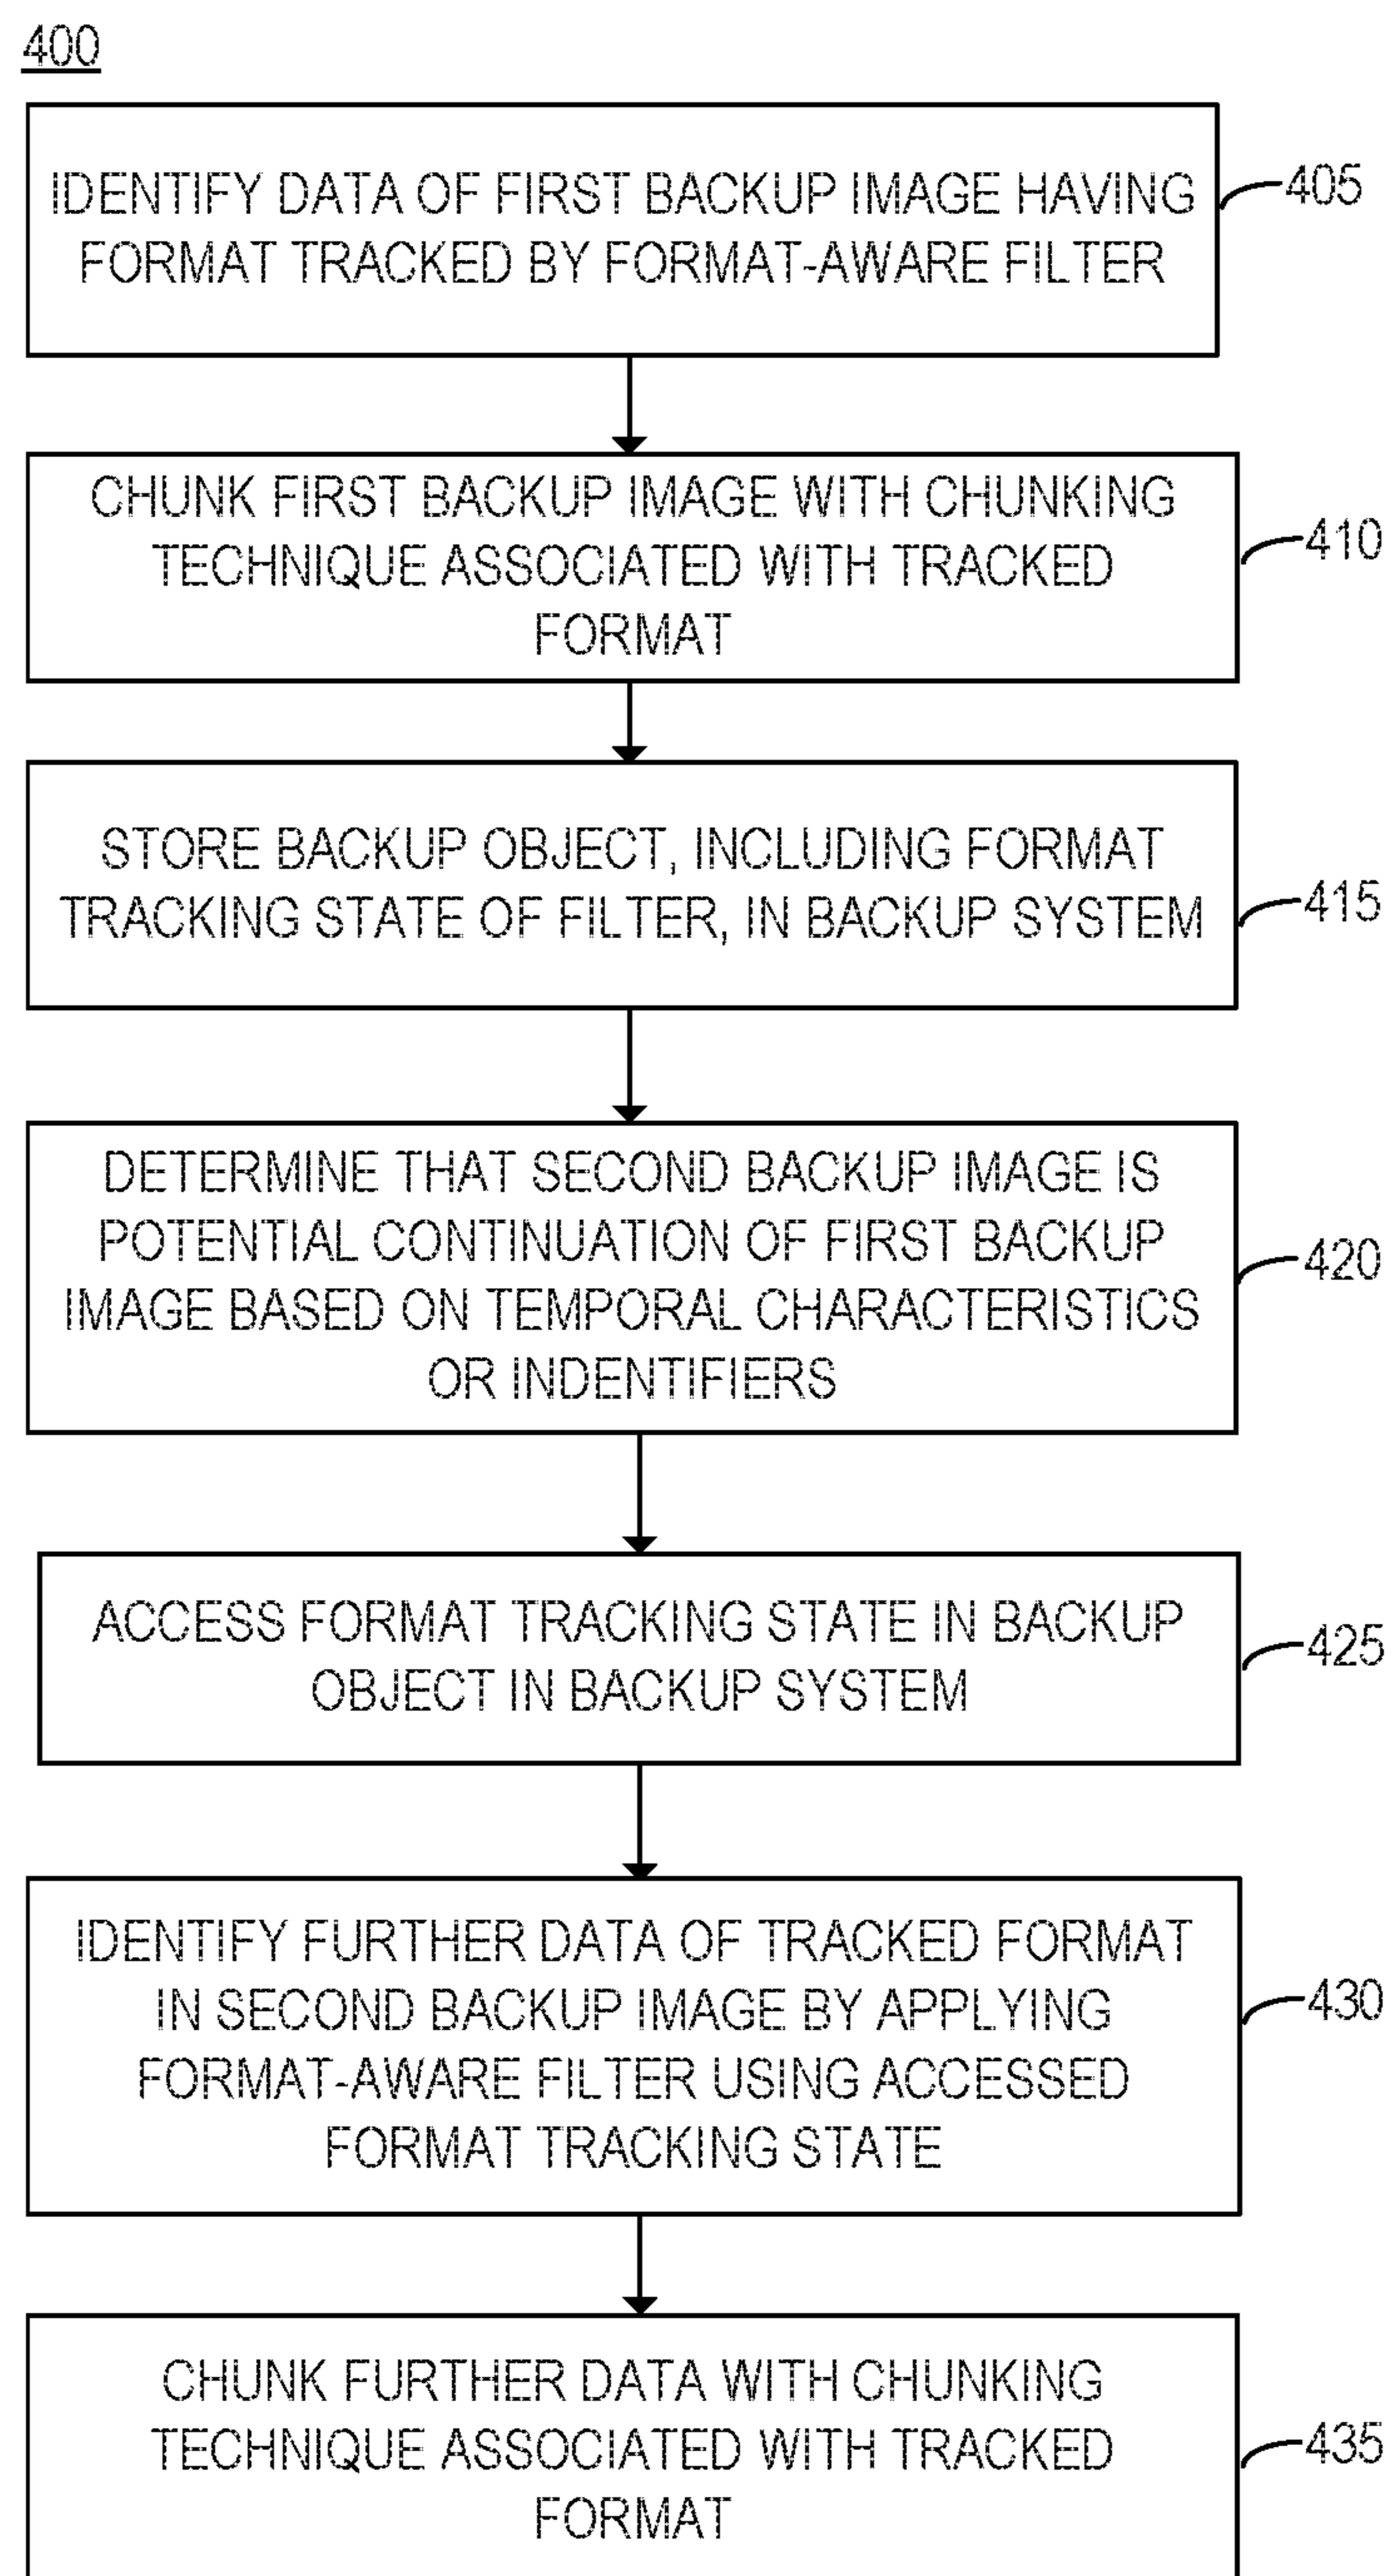 400
IDENTIFY DATA OF FIRST BACKUP IMAGE HAVING
FORMAT TRACKED BY FORMAT-AWARE FILTER
405
CHUNK FIRST BACKUP IMAGE WITH CHUNKING
TECHNIQUE ASSOCIATED WITH TRACKED
FORMAT
410
STORE BACKUP OBJECT, INCLUDING FORMAT
TRACKING STATE OF FILTER, IN BACKUP SYSTEM
415
DETERMINE THAT SECOND BACKUP IMAGE IS
POTENTIAL CONTINUATION OF FIRST BACKUP
IMAGE BASED ON TEMPORAL CHARACTERISTICS
OR INDENTIFIERS
420
ACCESS FORMAT TRACKING STATE IN BACKUP
OBJECT IN BACKUP SYSTEM
425
IDENTIFY FURTHER DATA OF TRACKED FORMAT
IN SECOND BACKUP IMAGE BY APPLYING
FORMAT-AWARE FILTER USING ACCESSED
FORMAT TRACKING STATE
430
CHUNK FURTHER DATA WITH CHUNKING
TECHNIQUE ASSOCIATED WITH TRACKED
FORMAT
435